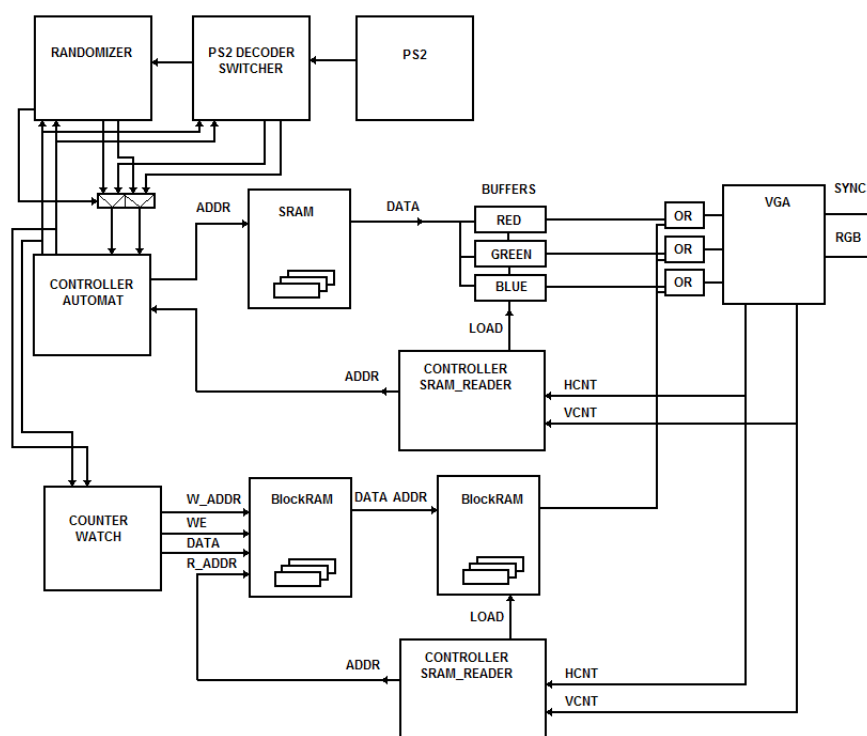 RANDOMIZER
PS2 DECODER
SWITCHER
PS2
ADDR
SRAM
DATA
BUFFERS
RED
GREEN
BLUE
OR
OR
OR
VGA
SYNC
RGB
CONTROLLER
AUTOMAT
LOAD
ADDR
CONTROLLER
SRAM_READER
HCNT
VCNT
COUNTER
WATCH
W_ADDR
WE
DATA
R_ADDR
BlockRAM
DATA ADDR
BlockRAM
LOAD
ADDR
CONTROLLER
SRAM_READER
HCNT
VCNT